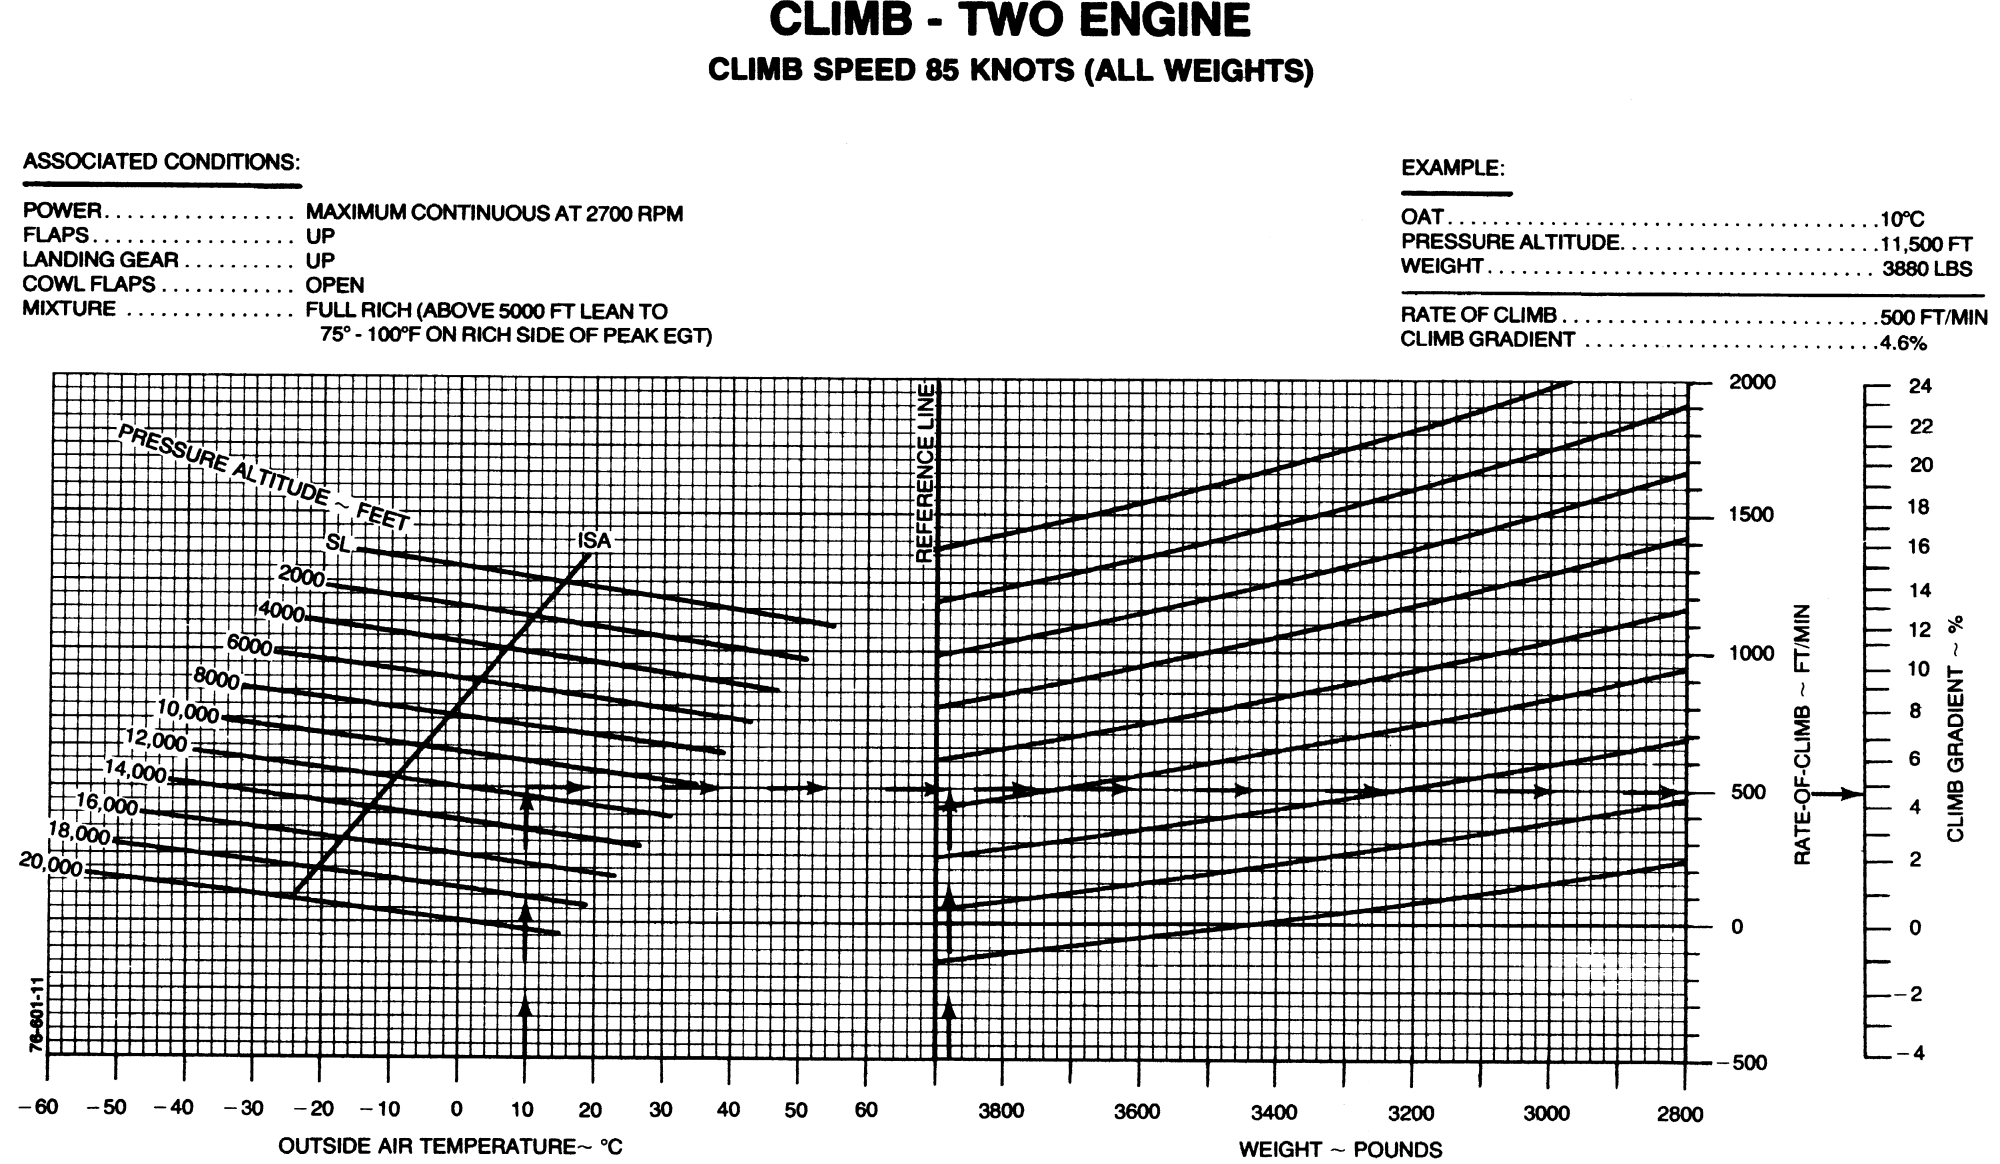 CLIMB - TWO ENGINE
CLIMB SPEED 85 KNOTS (ALL WEIGHTS)
ASSOCIATED CONDITIONS:
POWER................. MAXIMUM CONTINUOUS AT 2700 RPM
FLAPS.................. UP
LANDING GEAR.......... UP
COWL FLAPS............ OPEN
MIXTURE ............... FULL RICH (ABOVE 5000 FT LEAN TO
75° - 100°F ON RICH SIDE OF PEAK EGT)
EXAMPLE:
OAT......................................10°C
PRESSURE ALTITUDE.......................11,500 FT
WEIGHT.................................. 3880 LBS
RATE OF CLIMB............................500 FT/MIN
CLIMB GRADIENT ..........................4.6%
PRESSURE ALTITUDE ~ FEET
SL
2000
4000
6000
8000
10,000
12,000
14,000
16,000
18,000
20,000
ISA
REFERENCE LINE
2000
1500
1000
500
0
-500
RATE-OF-CLIMB ~ FT/MIN
24
22
20
18
16
14
12
10
8
6
4
2
0
-2
-4
CLIMB GRADIENT ~ %
76-601-11
-60 -50 -40 -30 -20 -10 0 10 20 30 40 50 60 3800 3600 3400 3200 3000 2800
OUTSIDE AIR TEMPERATURE~ °C
WEIGHT ~ POUNDS